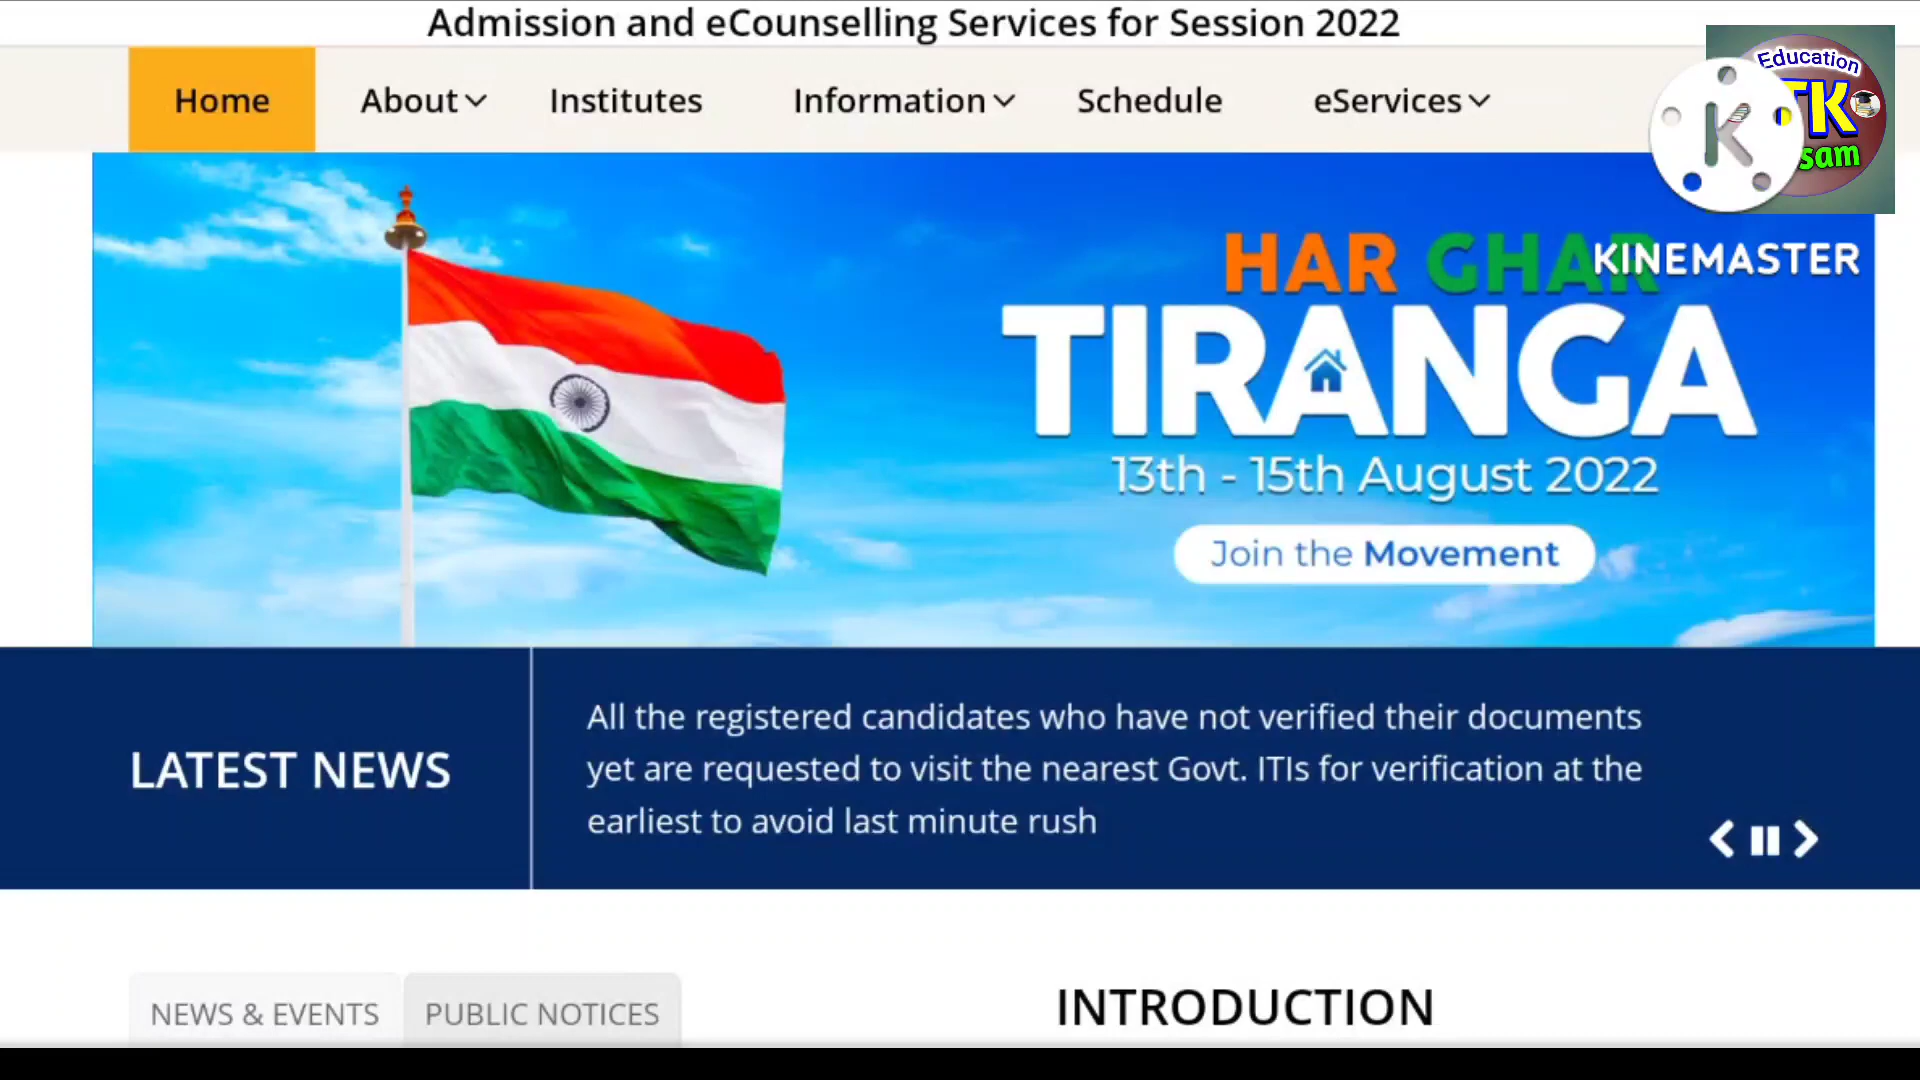 Admission and eCounselling Services for Session 2022
Home About Institutes Information Schedule eServices
Education
TK
sam
K
HAR GHAR
KINEMASTER
TIRANGA
13th - 15th August 2022
Join the Movement
LATEST NEWS
All the registered candidates who have not verified their documents
yet are requested to visit the nearest Govt. ITIs for verification at the
earliest to avoid last minute rush
NEWS & EVENTS PUBLIC NOTICES
INTRODUCTION